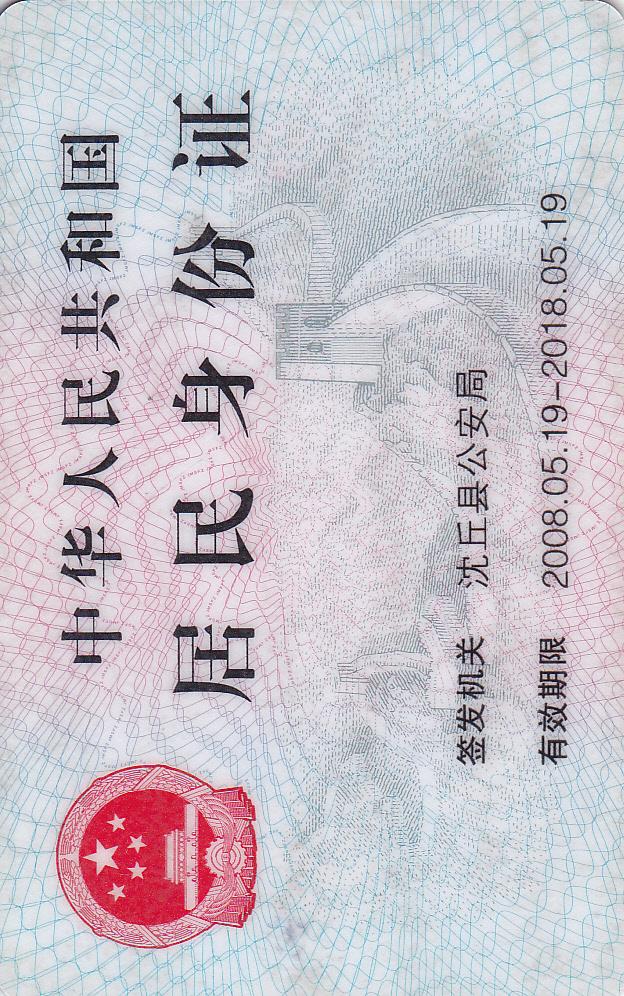 中华人民共和国
居民身份证
签发机关 沈丘县公安局
有效期限 2008.05.19-2018.05.19